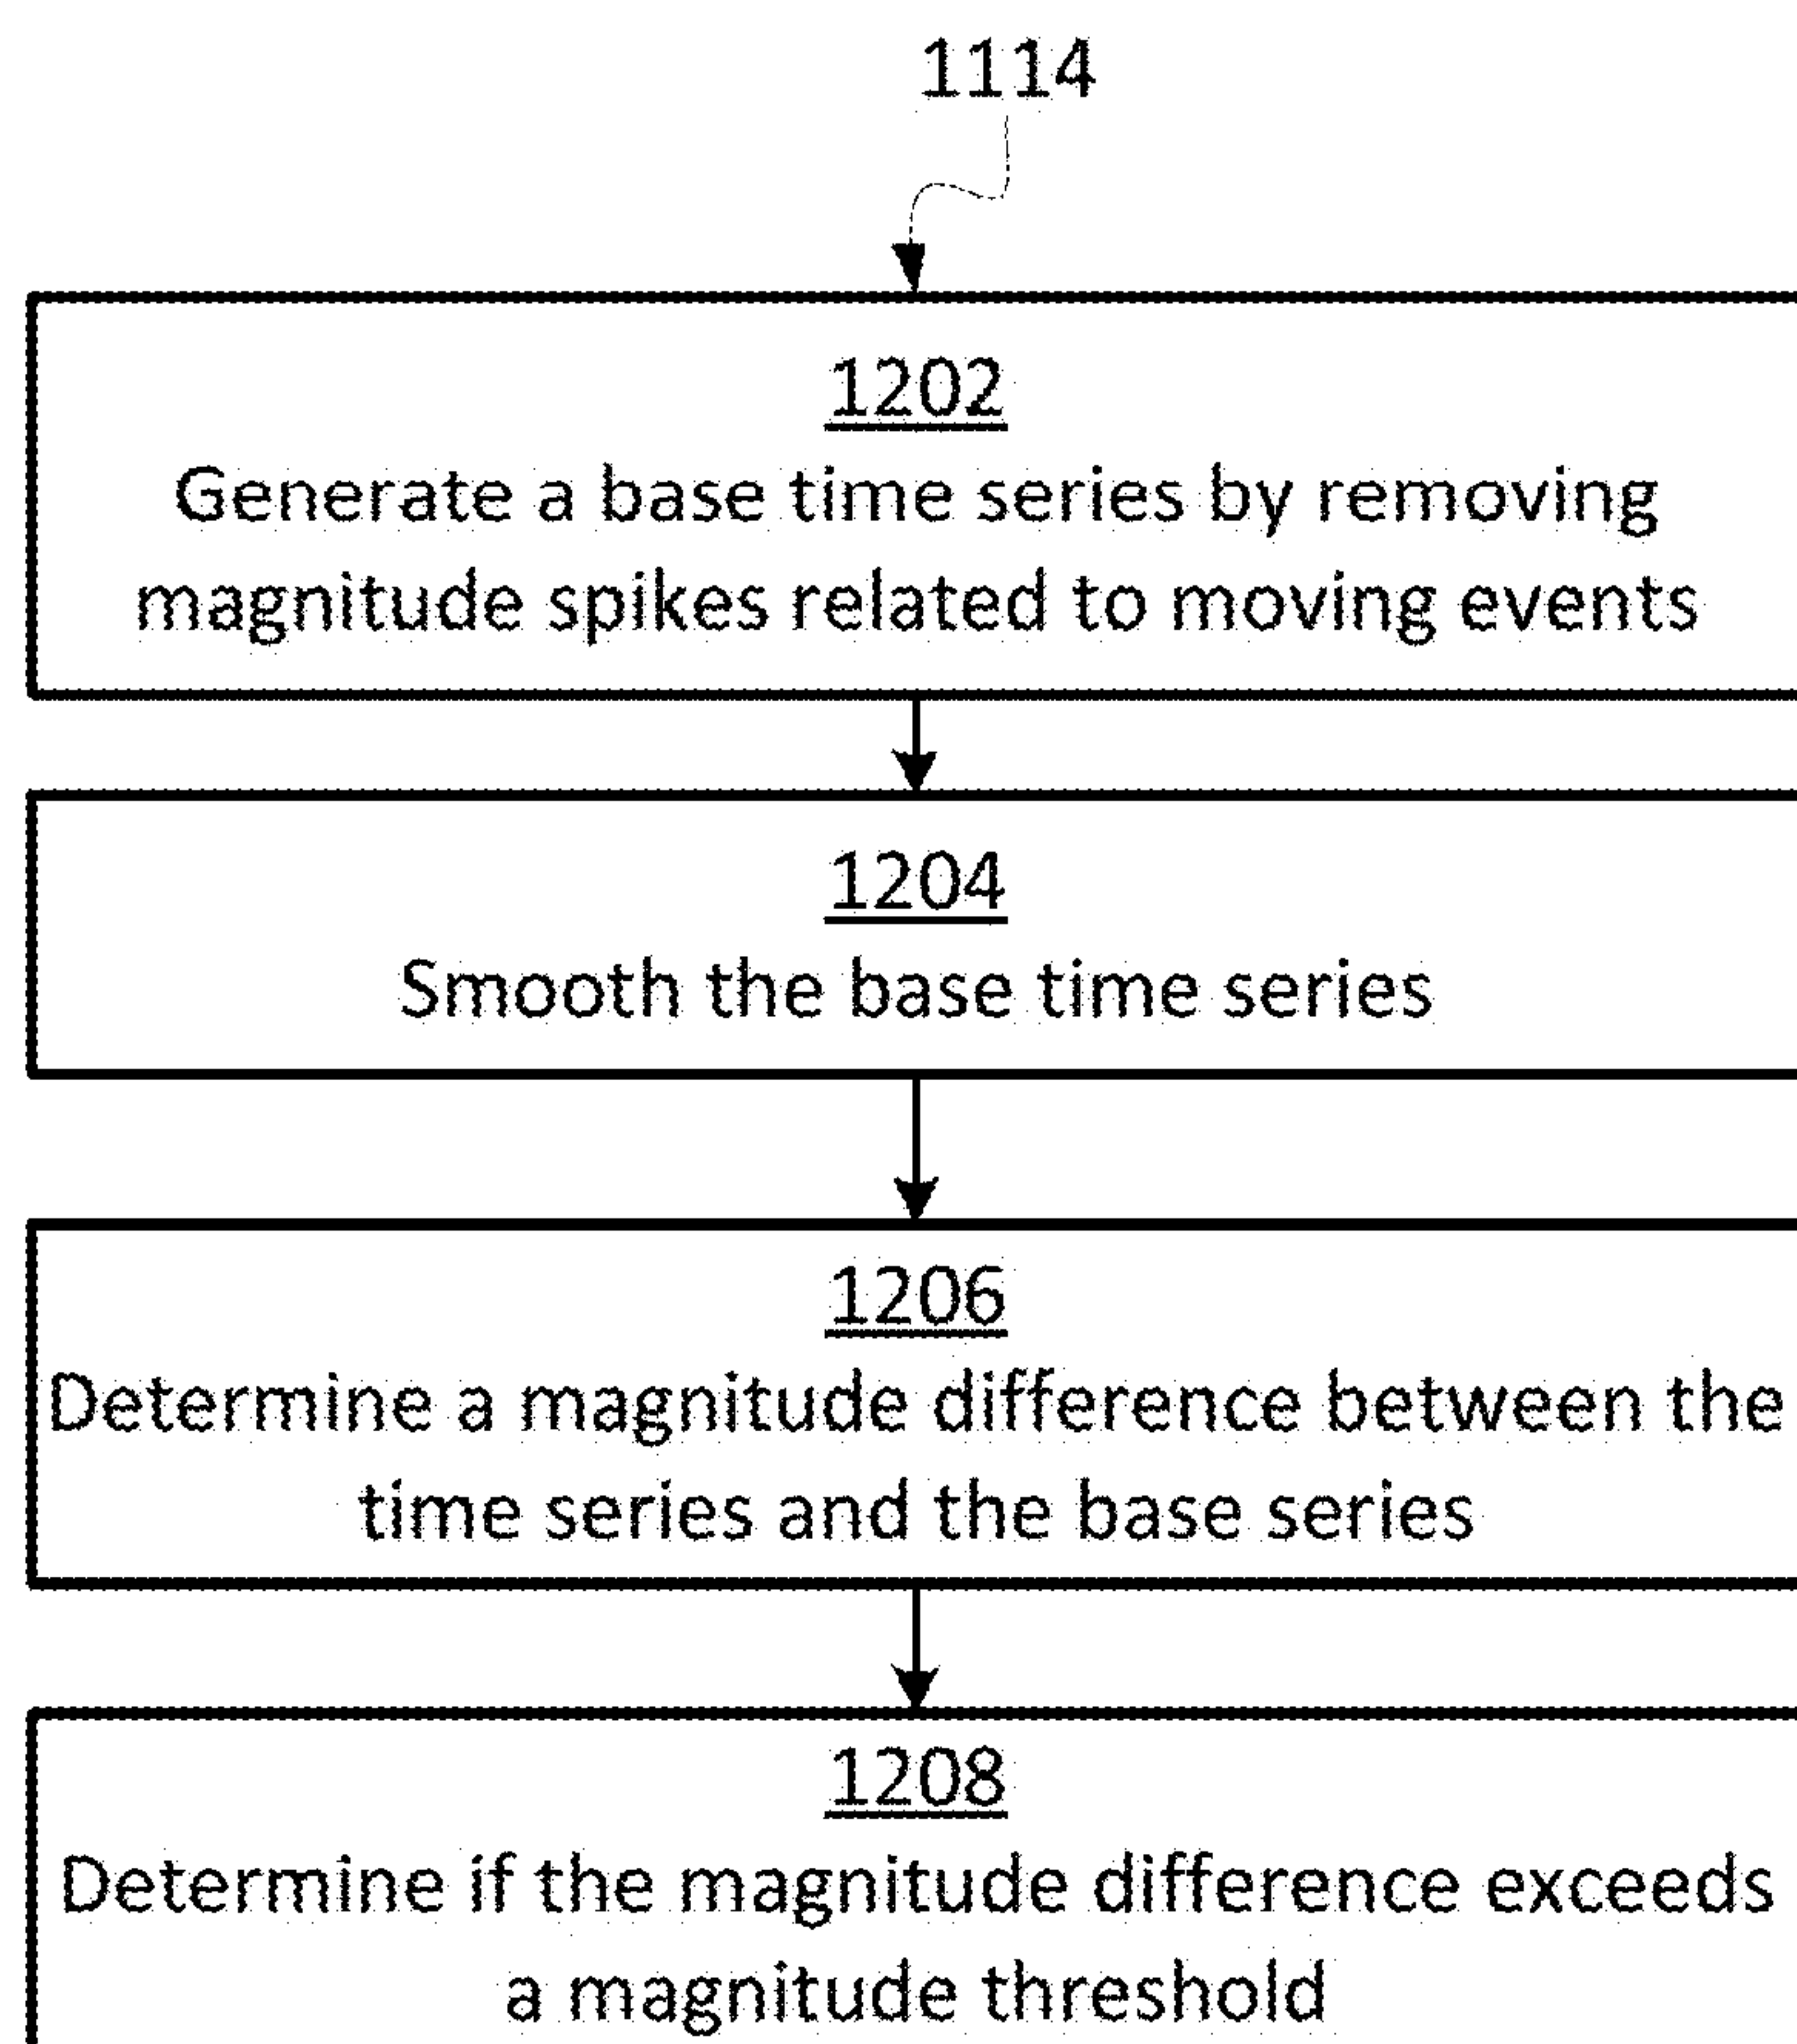 1114
1202
Generate a base time series by removing
magnitude spikes related to moving events
1204
Smooth the base time series
1206
Determine a magnitude difference between the
time series and the base series
1208
Determine if the magnitude difference exceeds
a magnitude threshold